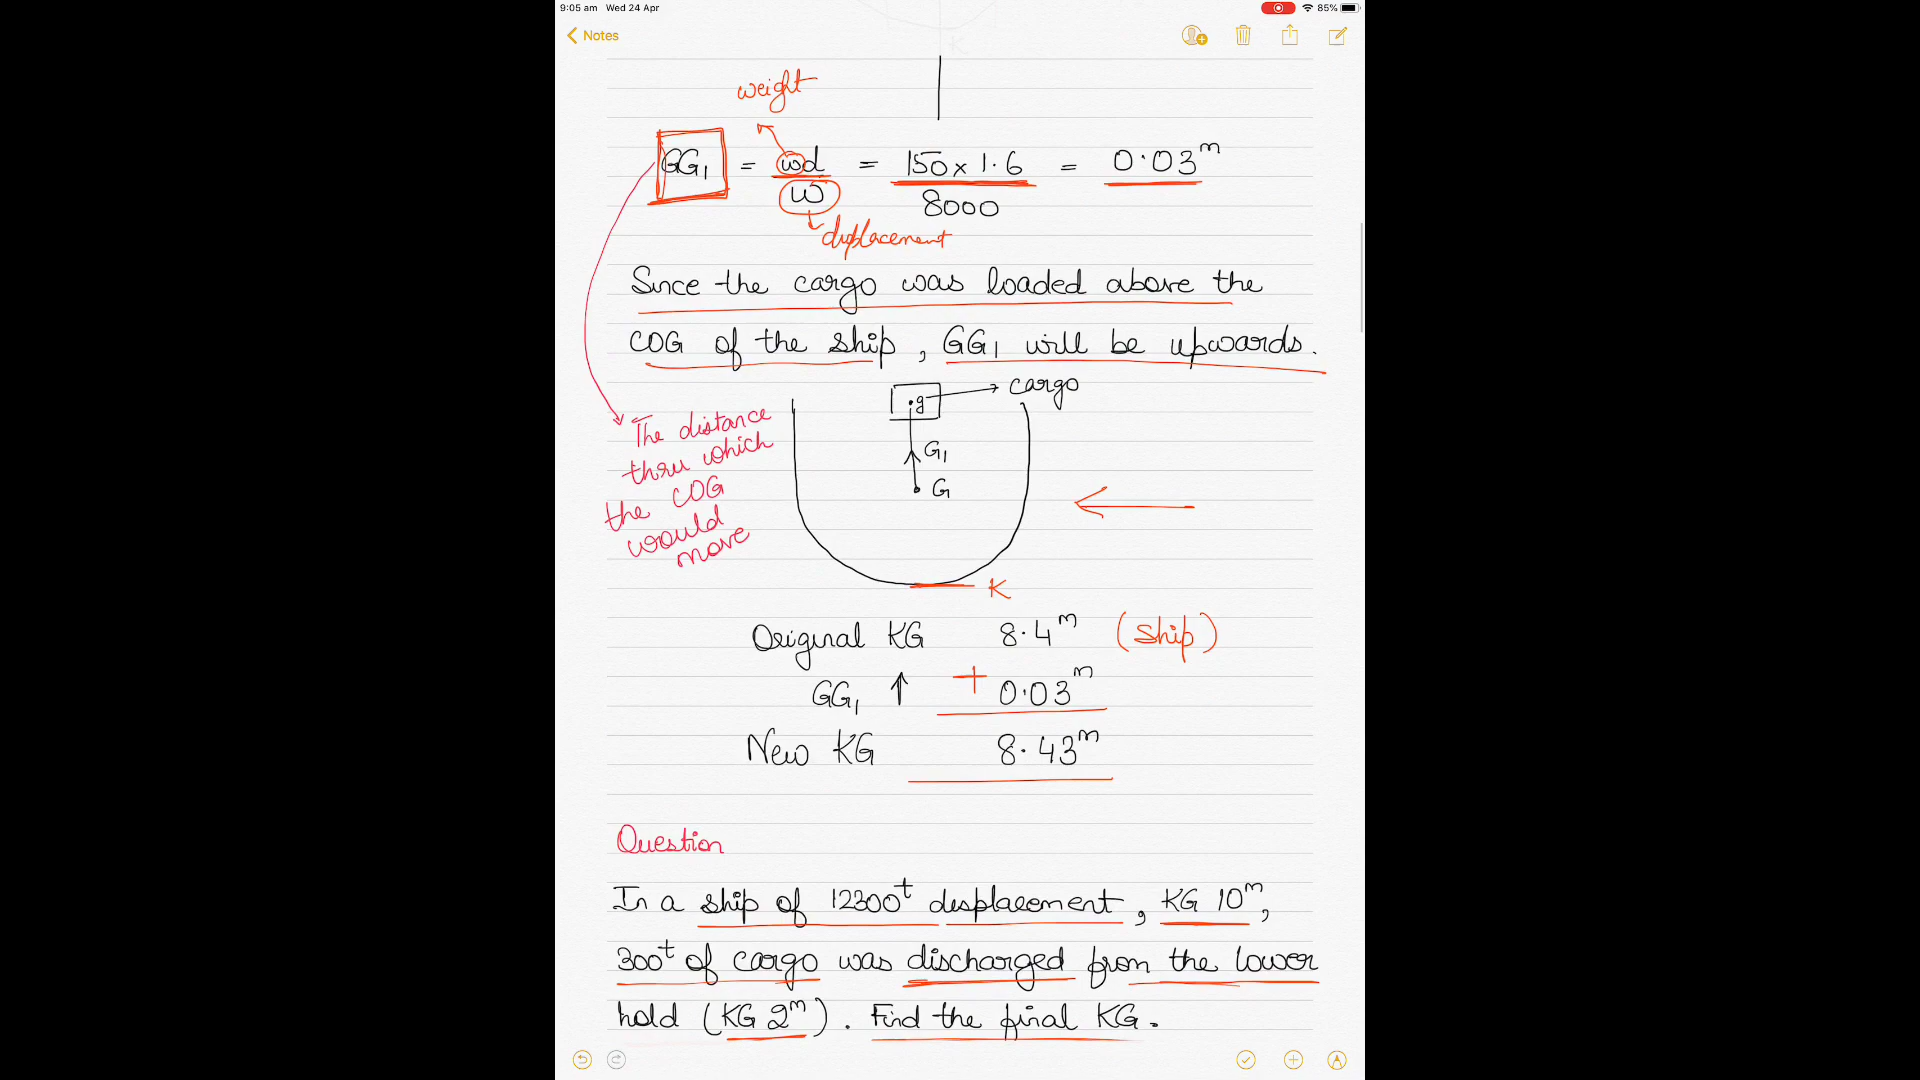 9:05 am Wed 24 Apr
85%
Notes
weight
GG₁ = wd/W = 150 x 1.6/8000 = 0.03ᵐ
displacement
Since the cargo was loaded above the
COG of the ship, GG₁ will be upwards.
cargo
g
G₁
G
K
The distance
thru which
the COG
would
move
Original KG 8.4ᵐ (Ship)
GG₁ ↑ + 0.03ᵐ
New KG 8.43ᵐ
Question
In a ship of 12300ᵗ displacement, KG 10ᵐ,
300ᵗ of cargo was discharged from the lower
hold (KG 2ᵐ). Find the final KG.